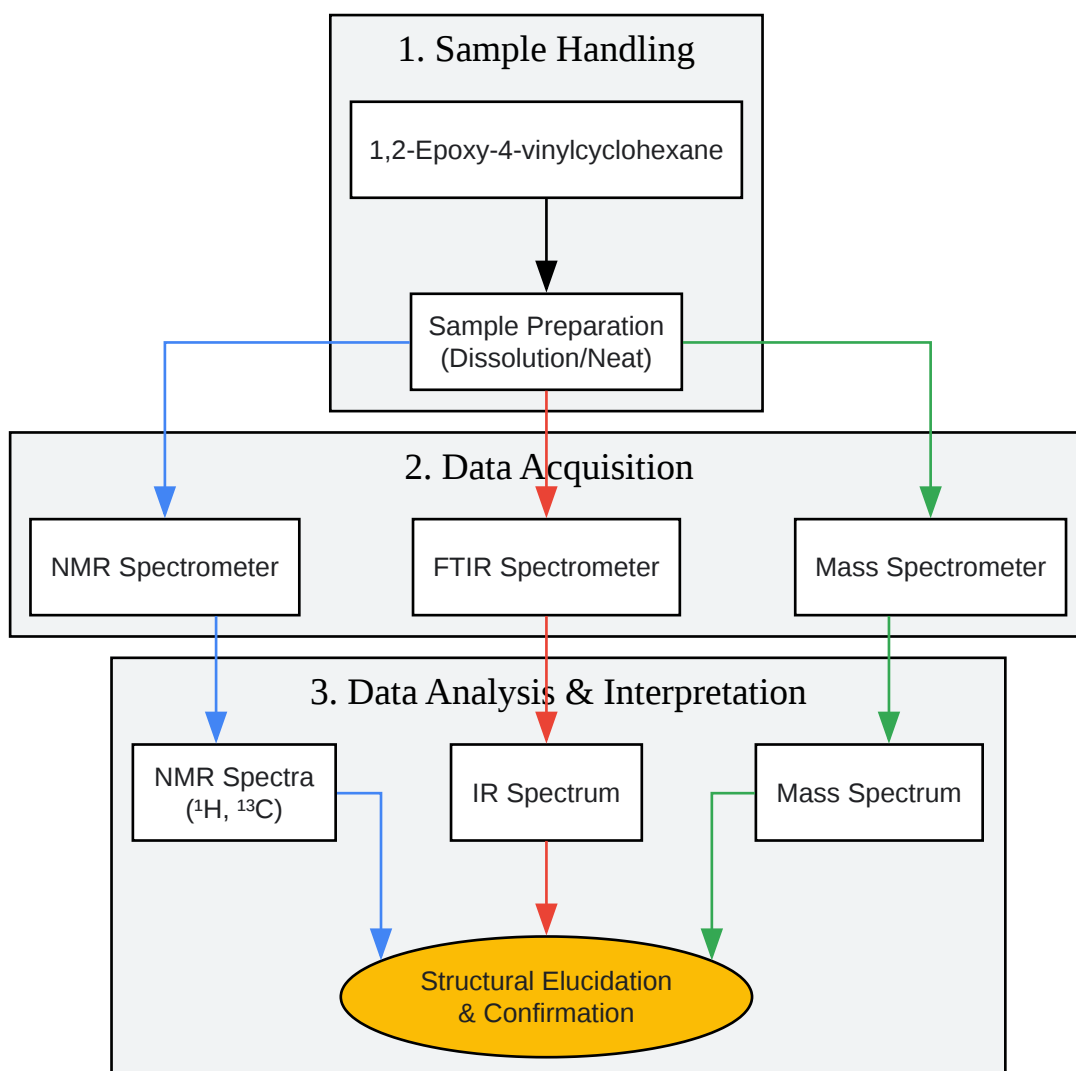 1. Sample Handling
1,2-Epoxy-4-vinylcyclohexane
Sample Preparation
(Dissolution/Neat)
2. Data Acquisition
NMR Spectrometer
FTIR Spectrometer
Mass Spectrometer
3. Data Analysis & Interpretation
NMR Spectra
(¹H, ¹³C)
IR Spectrum
Mass Spectrum
Structural Elucidation
& Confirmation